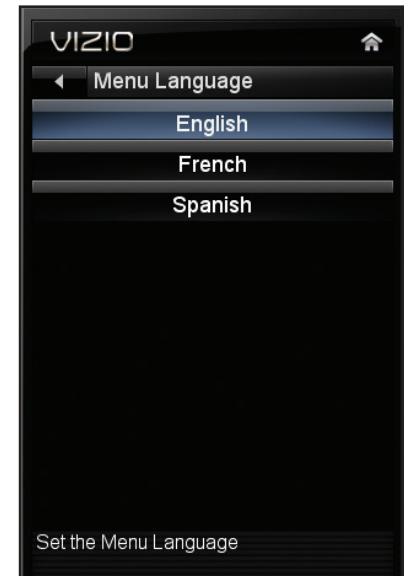 VIZIO
Menu Language
English
French
Spanish
Set the Menu Language